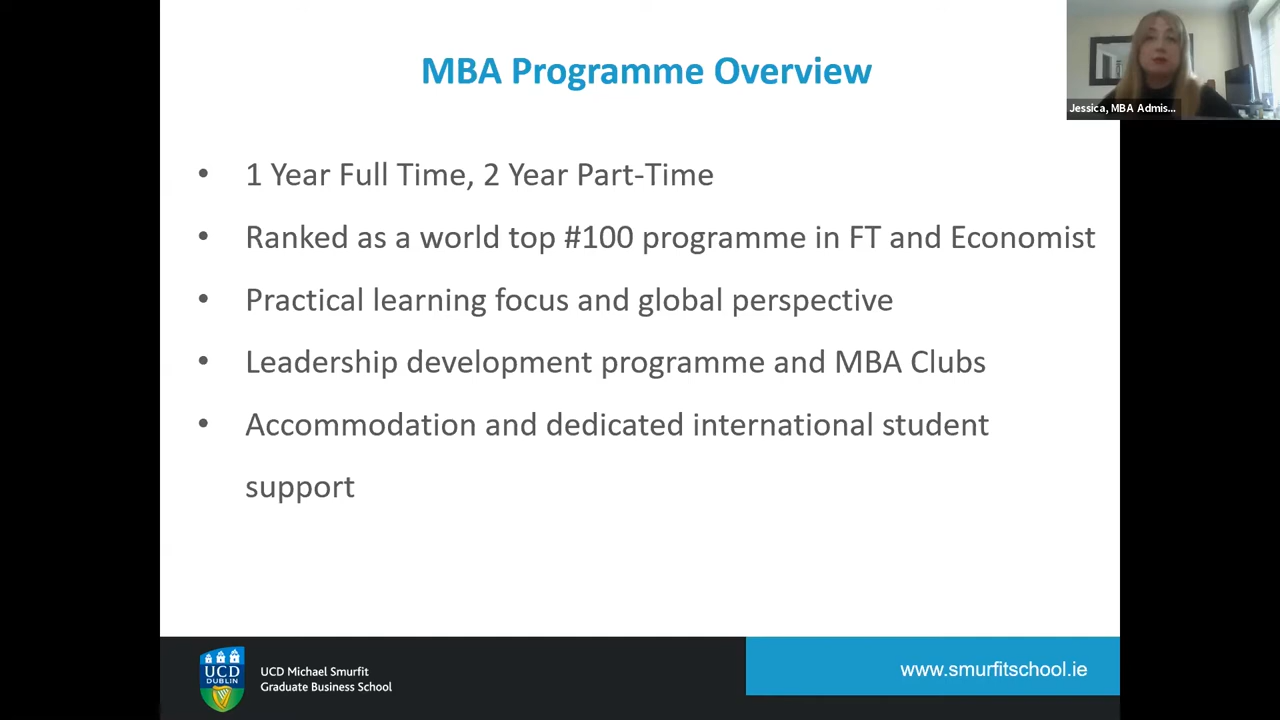 MBA Programme Overview
Jessica, MBA Admis...
• 1 Year Full Time, 2 Year Part-Time
• Ranked as a world top #100 programme in FT and Economist
• Practical learning focus and global perspective
• Leadership development programme and MBA Clubs
• Accommodation and dedicated international student
support
UCD
DUBLIN
UCD Michael Smurfit
Graduate Business School
www.smurfitschool.ie